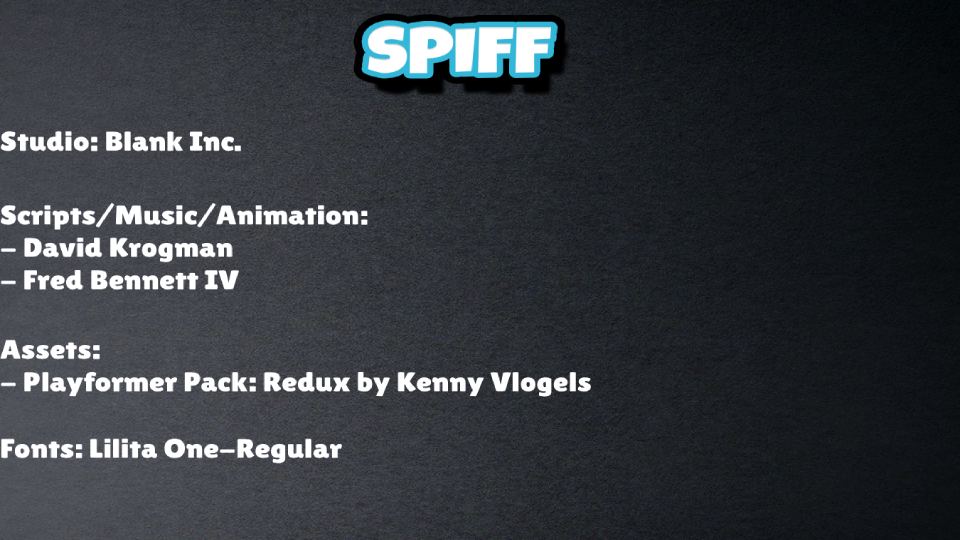 SPIFF
Studio: Blank Inc.
Scripts/Music/Animation:
- David Krogman
- Fred Bennett IV
Assets:
- Playformer Pack: Redux by Kenny Vlogels
Fonts: Lilita One-Regular